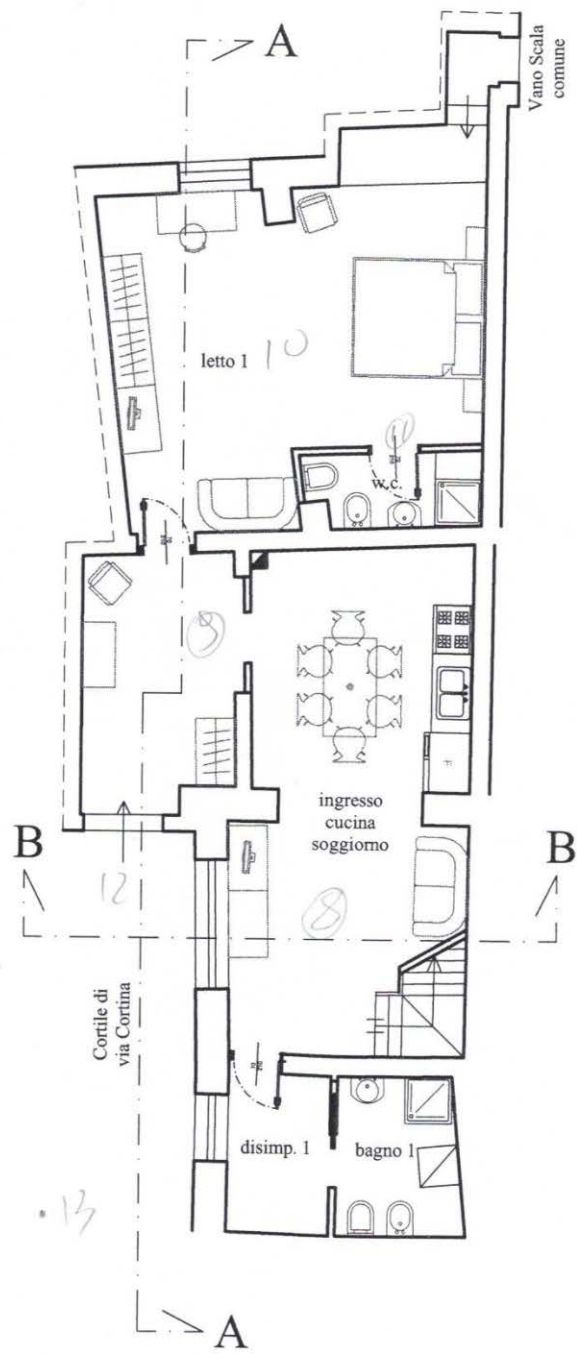 A
Vano Scala
comune
letto 1
10
11
w.c.
9
ingresso
cucina
soggiorno
F
B
B
12
8
Cortile di
via Cortina
disimp. 1
bagno 1
13
A